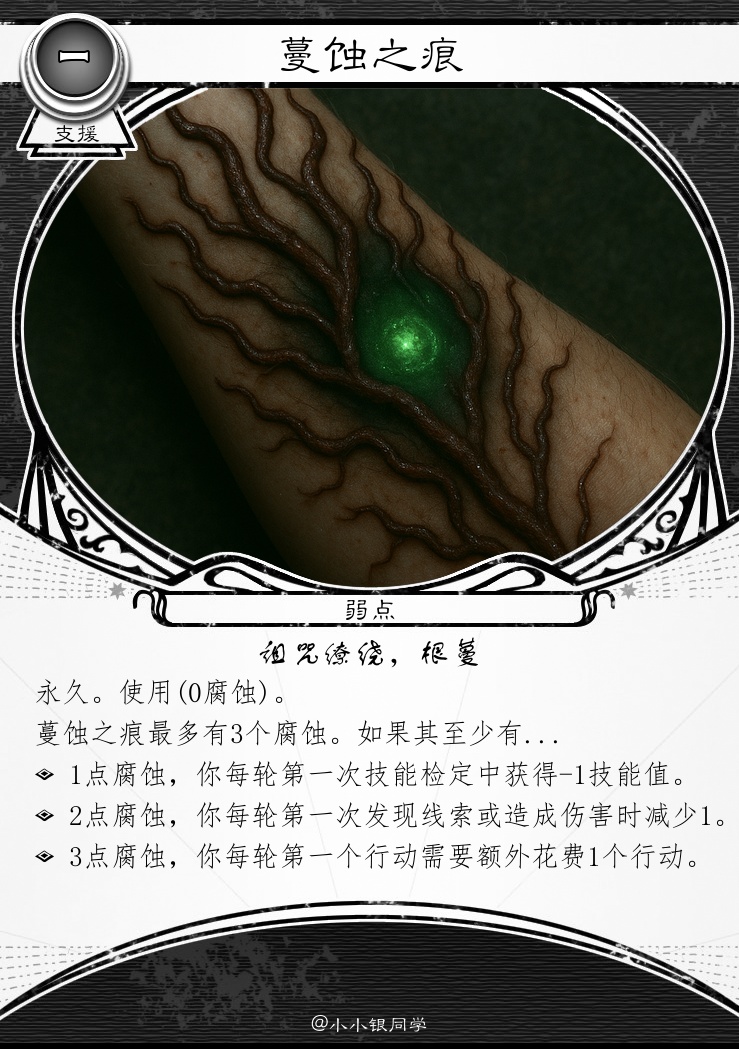 蔓蚀之痕
支援
弱点
诅咒缭绕，根蔓
永久。使用(0腐蚀)。
蔓蚀之痕最多有3个腐蚀。如果其至少有...
1点腐蚀，你每轮第一次技能检定中获得-1技能值。
2点腐蚀，你每轮第一次发现线索或造成伤害时减少1。
3点腐蚀，你每轮第一个行动需要额外花费1个行动。
@小小银同学